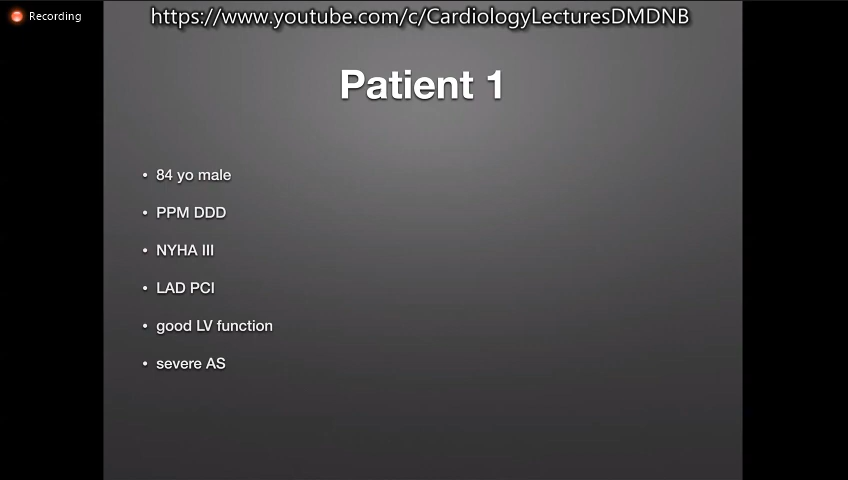 Recording
https://www.youtube.com/c/CardiologyLecturesDMDNB
Patient 1
• 84 yo male
• PPM DDD
• NYHA III
• LAD PCI
• good LV function
• severe AS